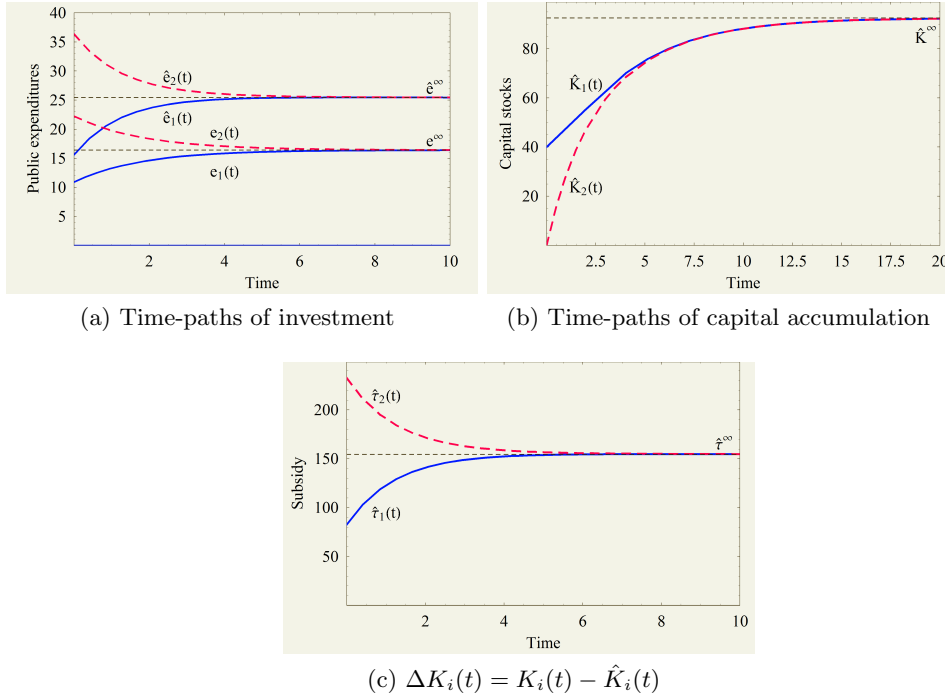 Public expenditures
40
35
30
25
20
15
10
5
ê₂(t)
ê^∞
ê₁(t)
e₂(t)
e^∞
e₁(t)
2
4
6
8
10
Time
(a) Time-paths of investment
Capital stocks
80
60
40
20
K̂^∞
K̂₁(t)
K̂₂(t)
2.5
5
7.5
10
12.5
15
17.5
20
Time
(b) Time-paths of capital accumulation
Subsidy
200
150
100
50
τ̂₂(t)
τ̂^∞
τ̂₁(t)
2
4
6
8
10
Time
(c) ΔKᵢ(t) = Kᵢ(t) − K̂ᵢ(t)